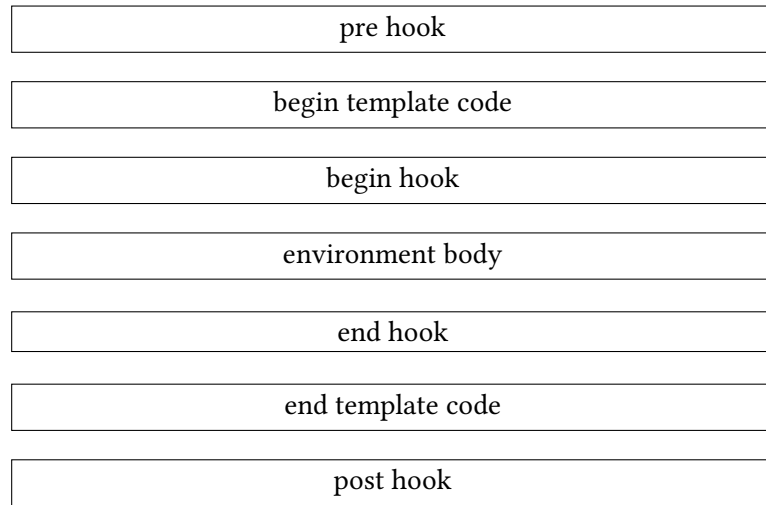 pre hook
begin template code
begin hook
environment body
end hook
end template code
post hook